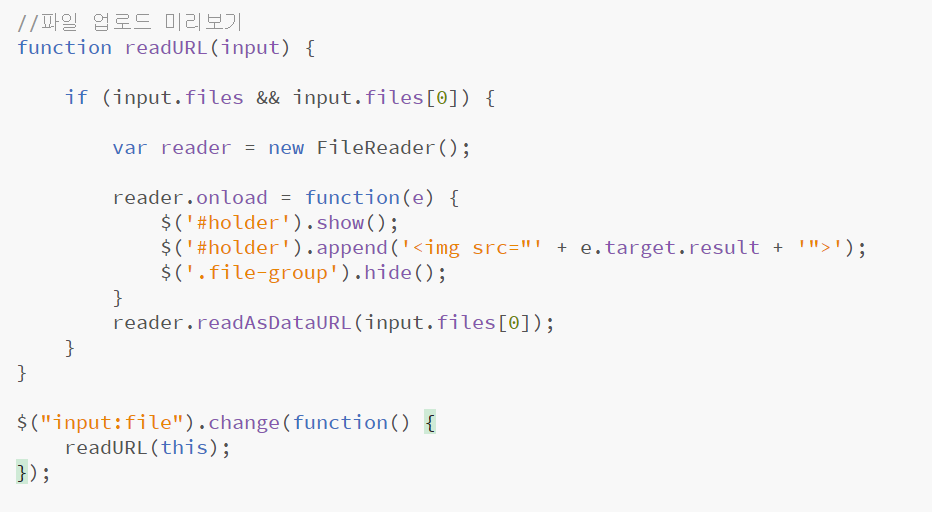 //파일 업로드 미리보기
function readURL(input) {
if (input.files && input.files[0]) {
var reader = new FileReader();
reader.onload = function(e) {
$('#holder').show();
$('#holder').append('<img src="' + e.target.result + '">');
$('.file-group').hide();
}
reader.readAsDataURL(input.files[0]);
}
}
$("input:file").change(function() {
readURL(this);
});